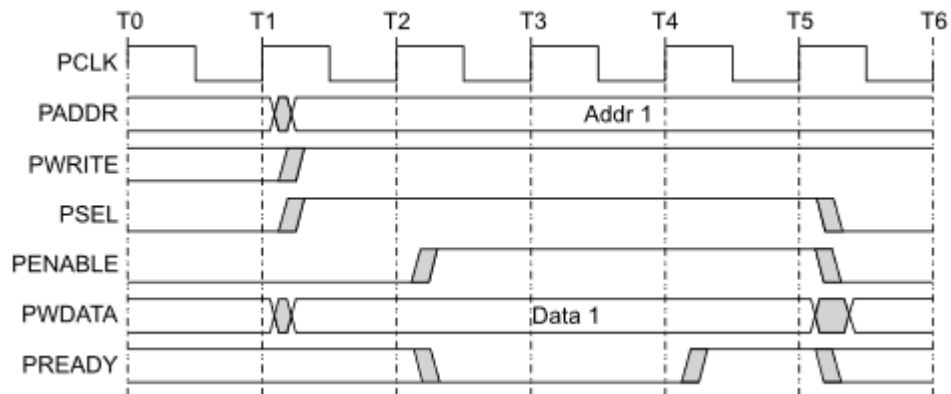 T0 T1 T2 T3 T4 T5 T6
PCLK
PADDR Addr 1
PWRITE
PSEL
PENABLE
PWDATA Data 1
PREADY